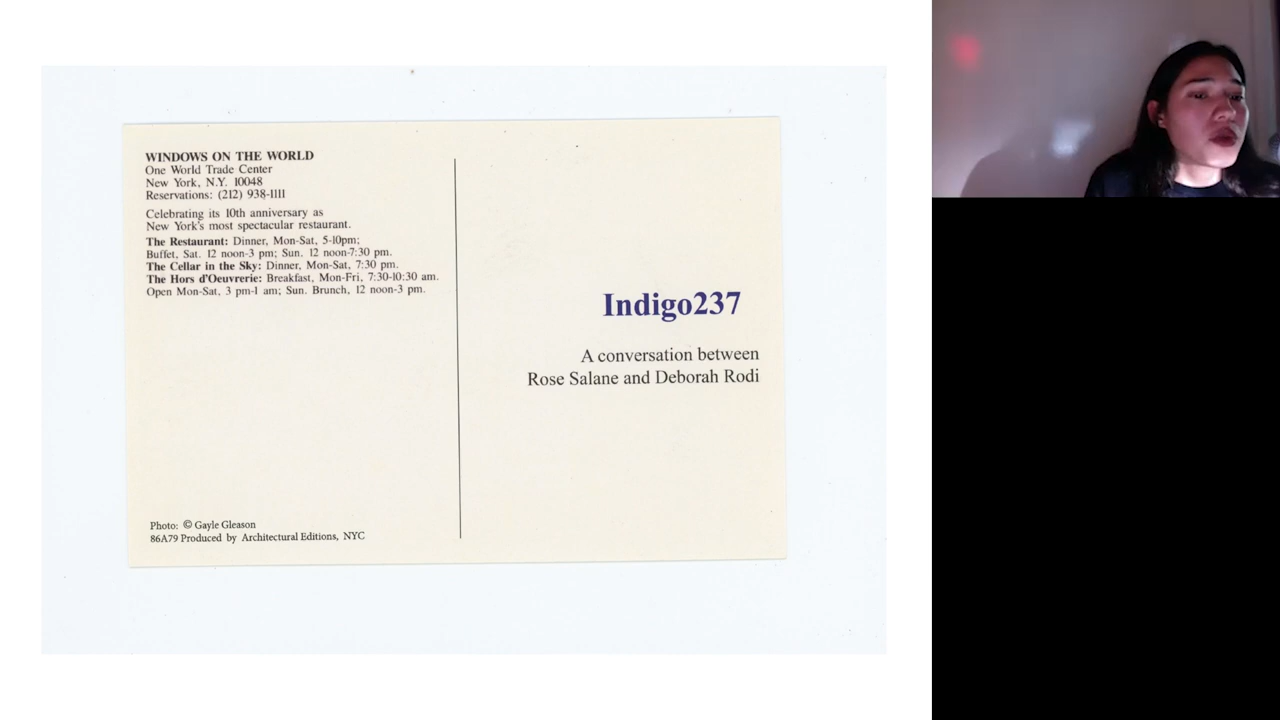 WINDOWS ON THE WORLD
One World Trade Center
New York, N.Y. 10048
Reservations: (212) 938-1111
Celebrating its 10th anniversary as
New York's most spectacular restaurant.
The Restaurant: Dinner, Mon-Sat, 5-10pm;
Buffet, Sat. 12 noon-3 pm; Sun. 12 noon-7:30 pm.
The Cellar in the Sky: Dinner, Mon-Sat, 7:30 pm.
The Hors d'Oeuvrerie: Breakfast, Mon-Fri, 7:30-10:30 am.
Open Mon-Sat, 3 pm-1 am; Sun. Brunch, 12 noon-3 pm.
Photo: © Gayle Gleason
86A79 Produced by Architectural Editions, NYC
Indigo237
A conversation between
Rose Salane and Deborah Rodi